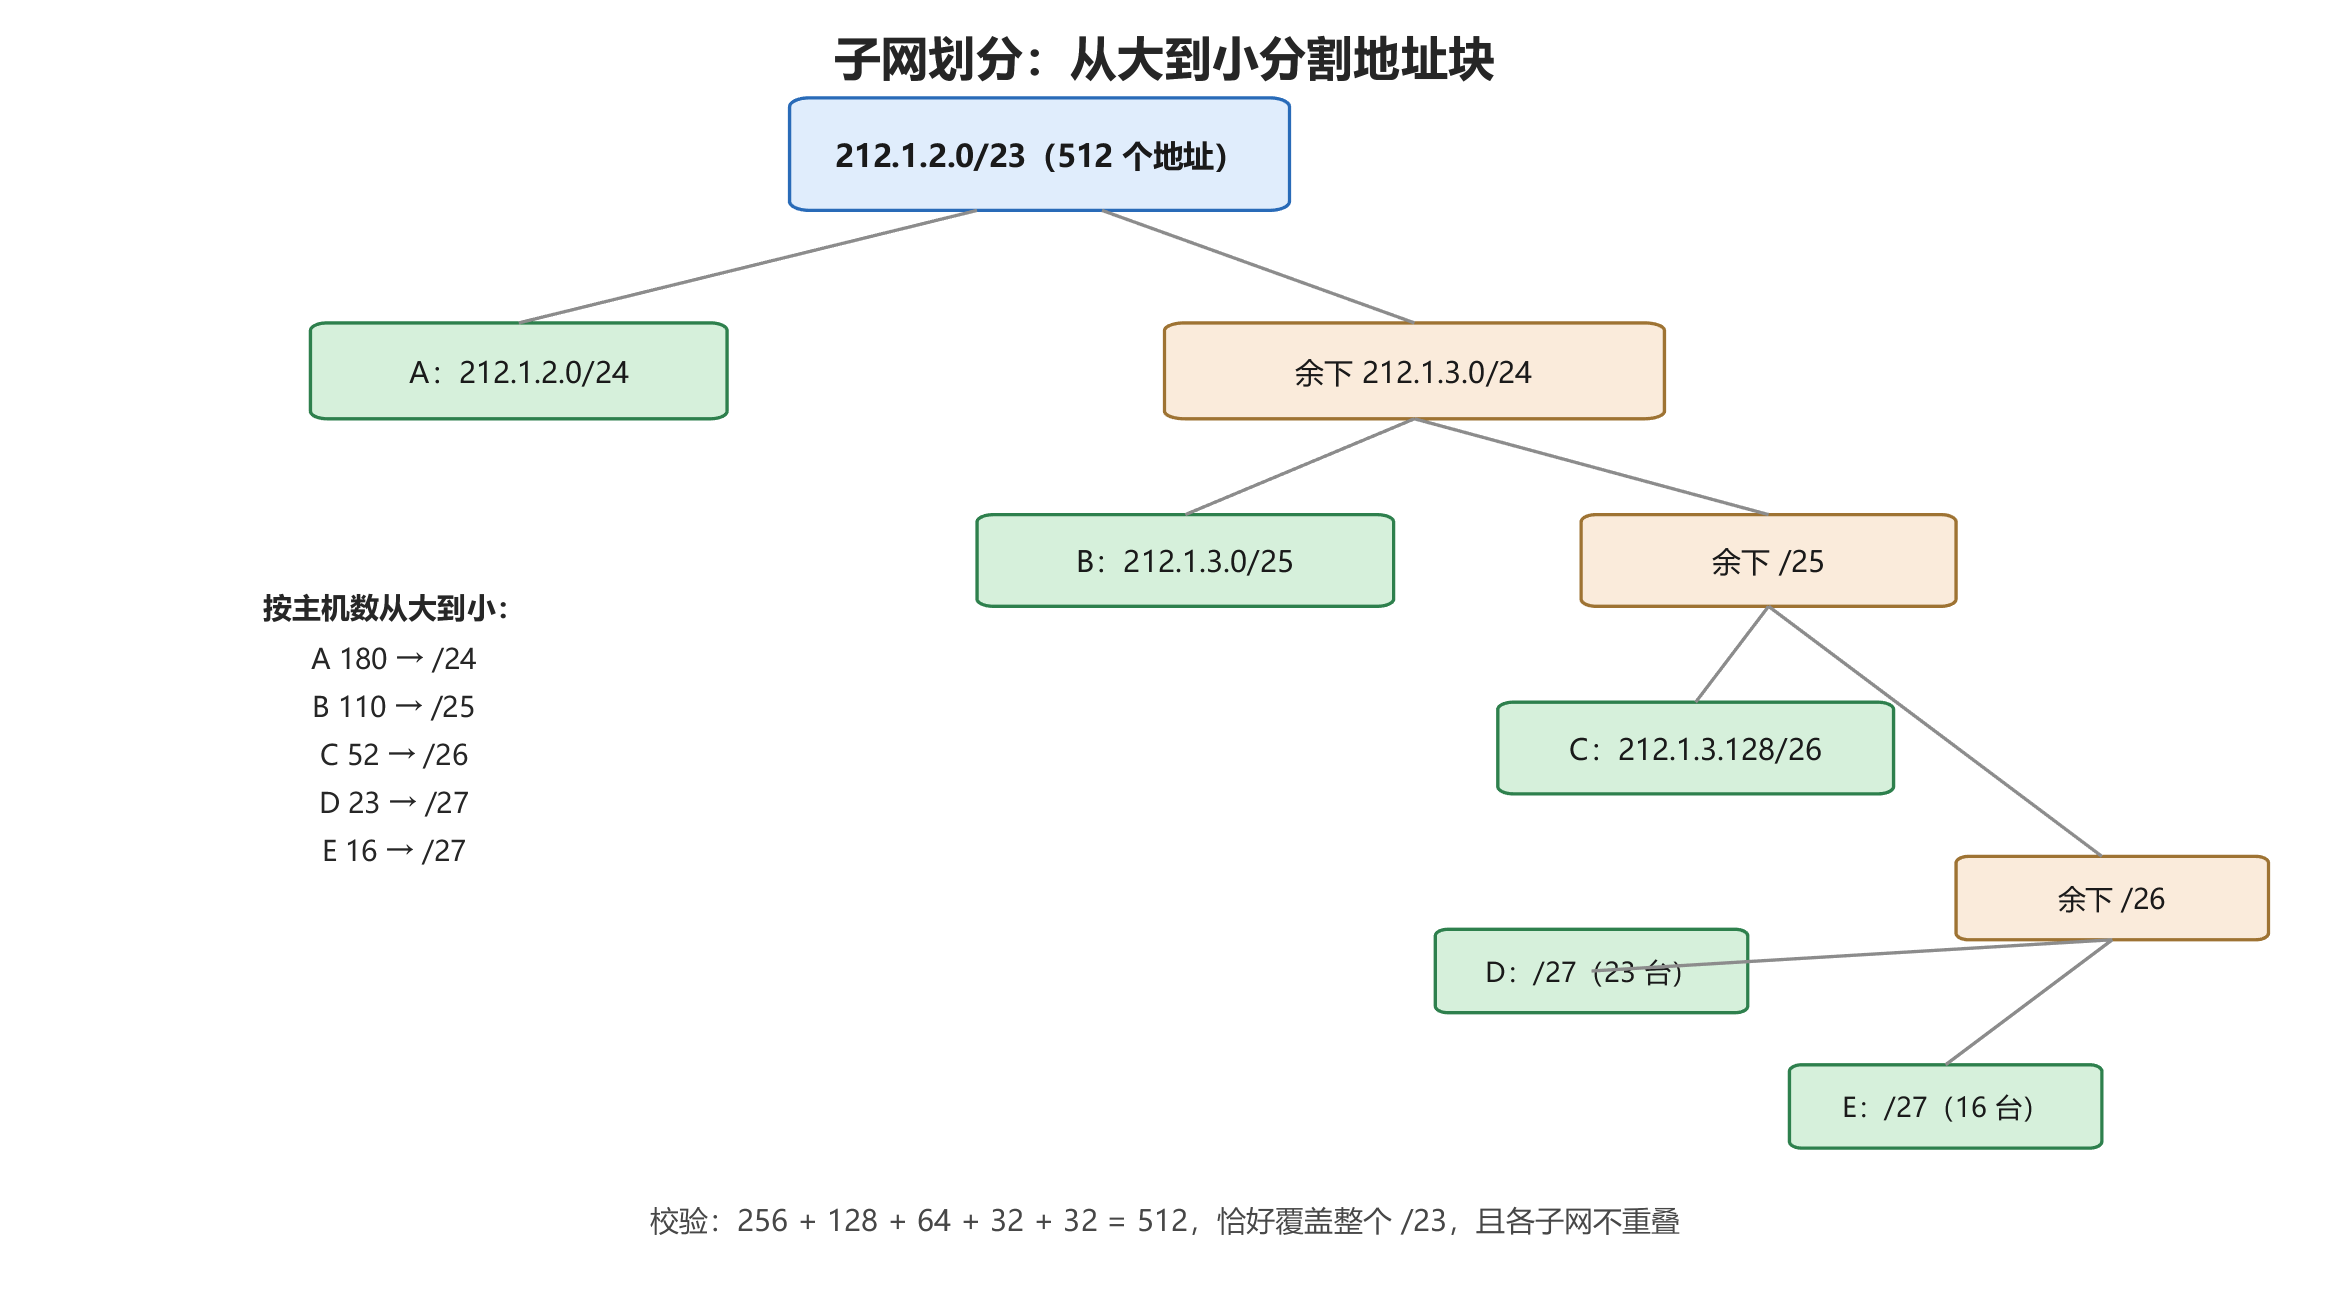 子网划分：从大到小分割地址块
212.1.2.0/23（512 个地址）
A：212.1.2.0/24
余下 212.1.3.0/24
B：212.1.3.0/25
余下 /25
按主机数从大到小：
A 180 → /24
B 110 → /25
C 52 → /26
D 23 → /27
E 16 → /27
C：212.1.3.128/26
余下 /26
D：/27（23 台）
E：/27（16 台）
校验：256 + 128 + 64 + 32 + 32 = 512，恰好覆盖整个 /23，且各子网不重叠